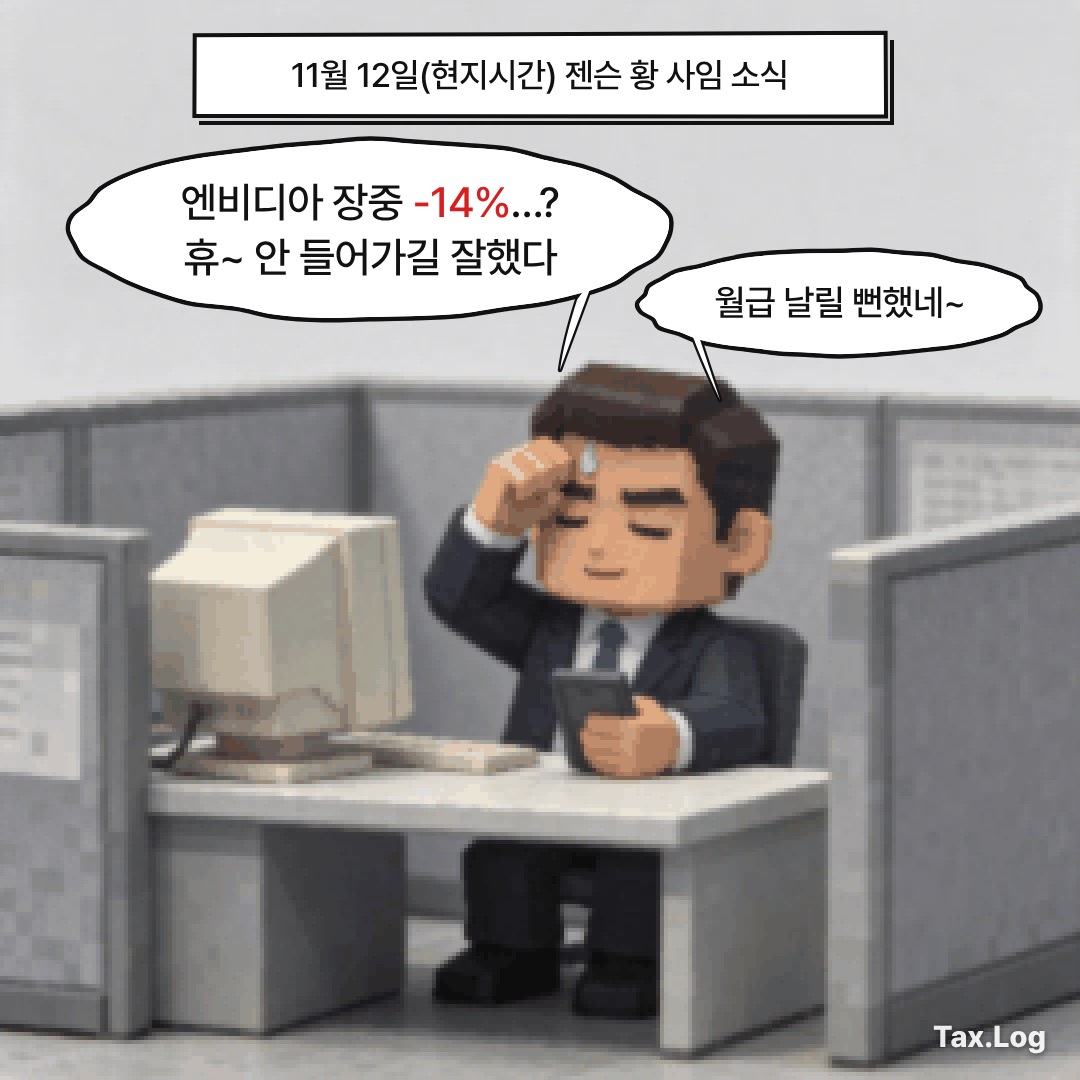 11월 12일(현지시간) 젠슨 황 사임 소식
엔비디아 장중 -14%...?
휴~ 안 들어가길 잘했다
월급 날릴 뻔했네~
Tax.Log